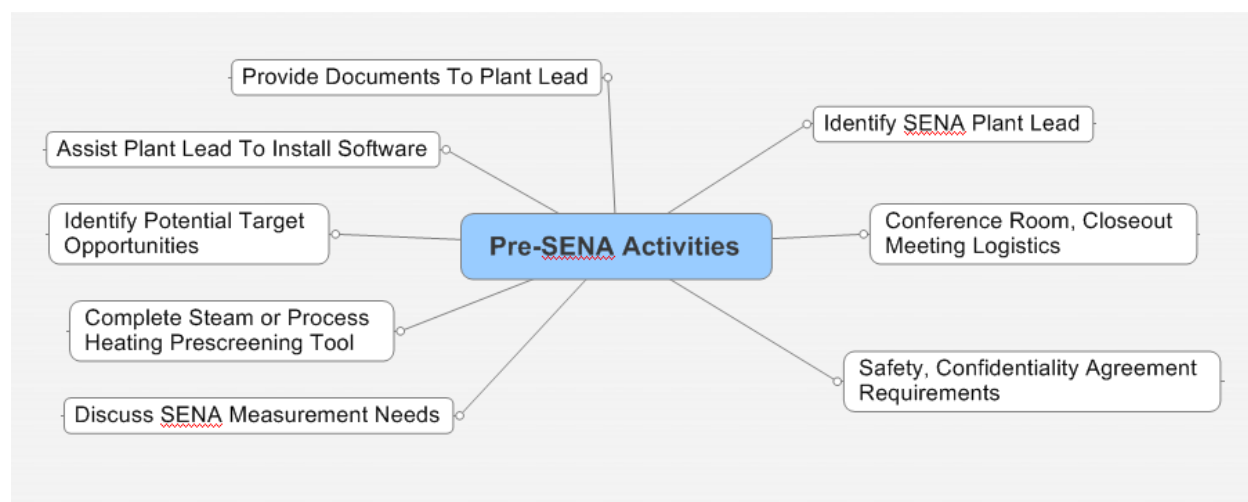 Provide Documents To Plant Lead
Identify SENA Plant Lead
Assist Plant Lead To Install Software
Identify Potential Target
Opportunities
Conference Room, Closeout
Meeting Logistics
Pre-SENA Activities
Complete Steam or Process
Heating Prescreening Tool
Safety, Confidentiality Agreement
Requirements
Discuss SENA Measurement Needs